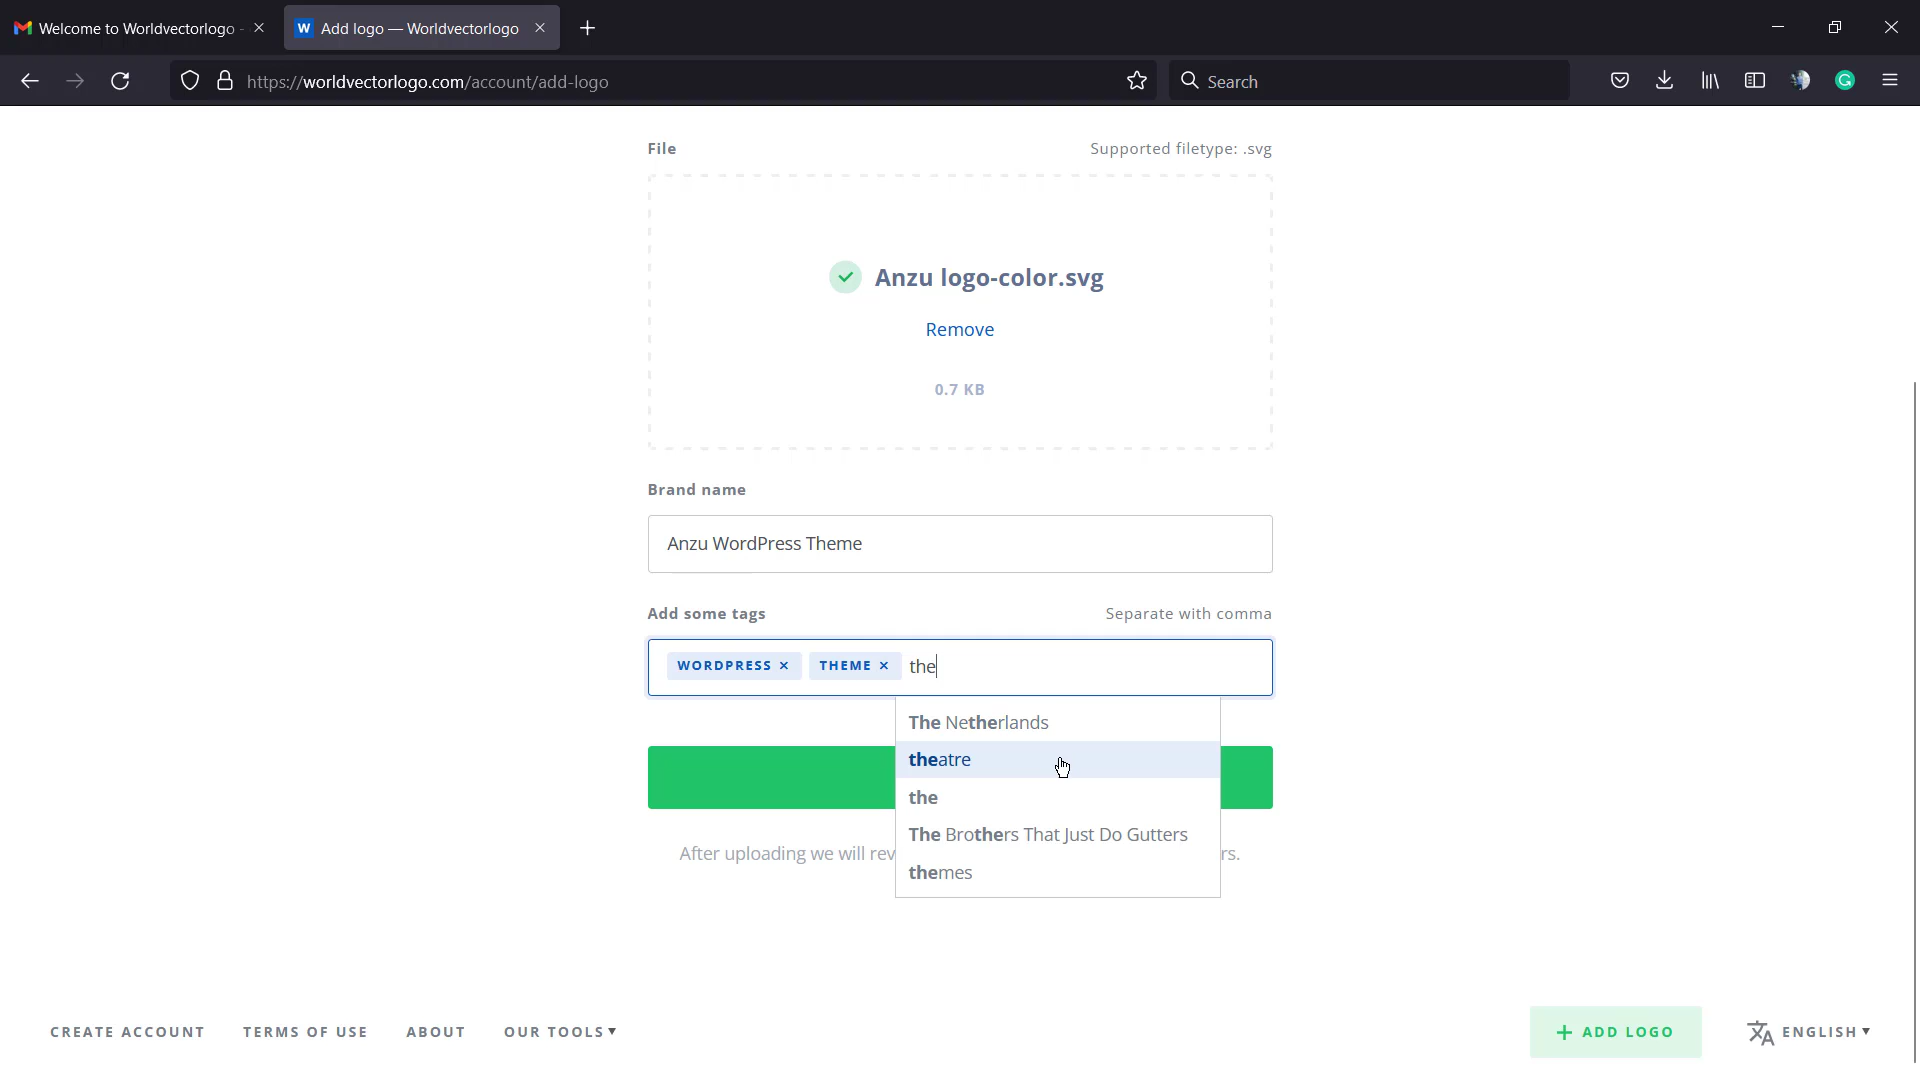 Welcome to Worldvectorlogo -
W Add logo — Worldvectorlogo
https://worldvectorlogo.com/account/add-logo
Search
G
File
Supported filetype: .svg
Anzu logo-color.svg
Remove
0.7 KB
Brand name
Anzu WordPress Theme
Add some tags
Separate with comma
WORDPRESS × THEME × the
The Netherlands
theatre
the
The Brothers That Just Do Gutters
After uploading we will rev
rs.
themes
CREATE ACCOUNT
TERMS OF USE
ABOUT
OUR TOOLS
+ ADD LOGO
ENGLISH